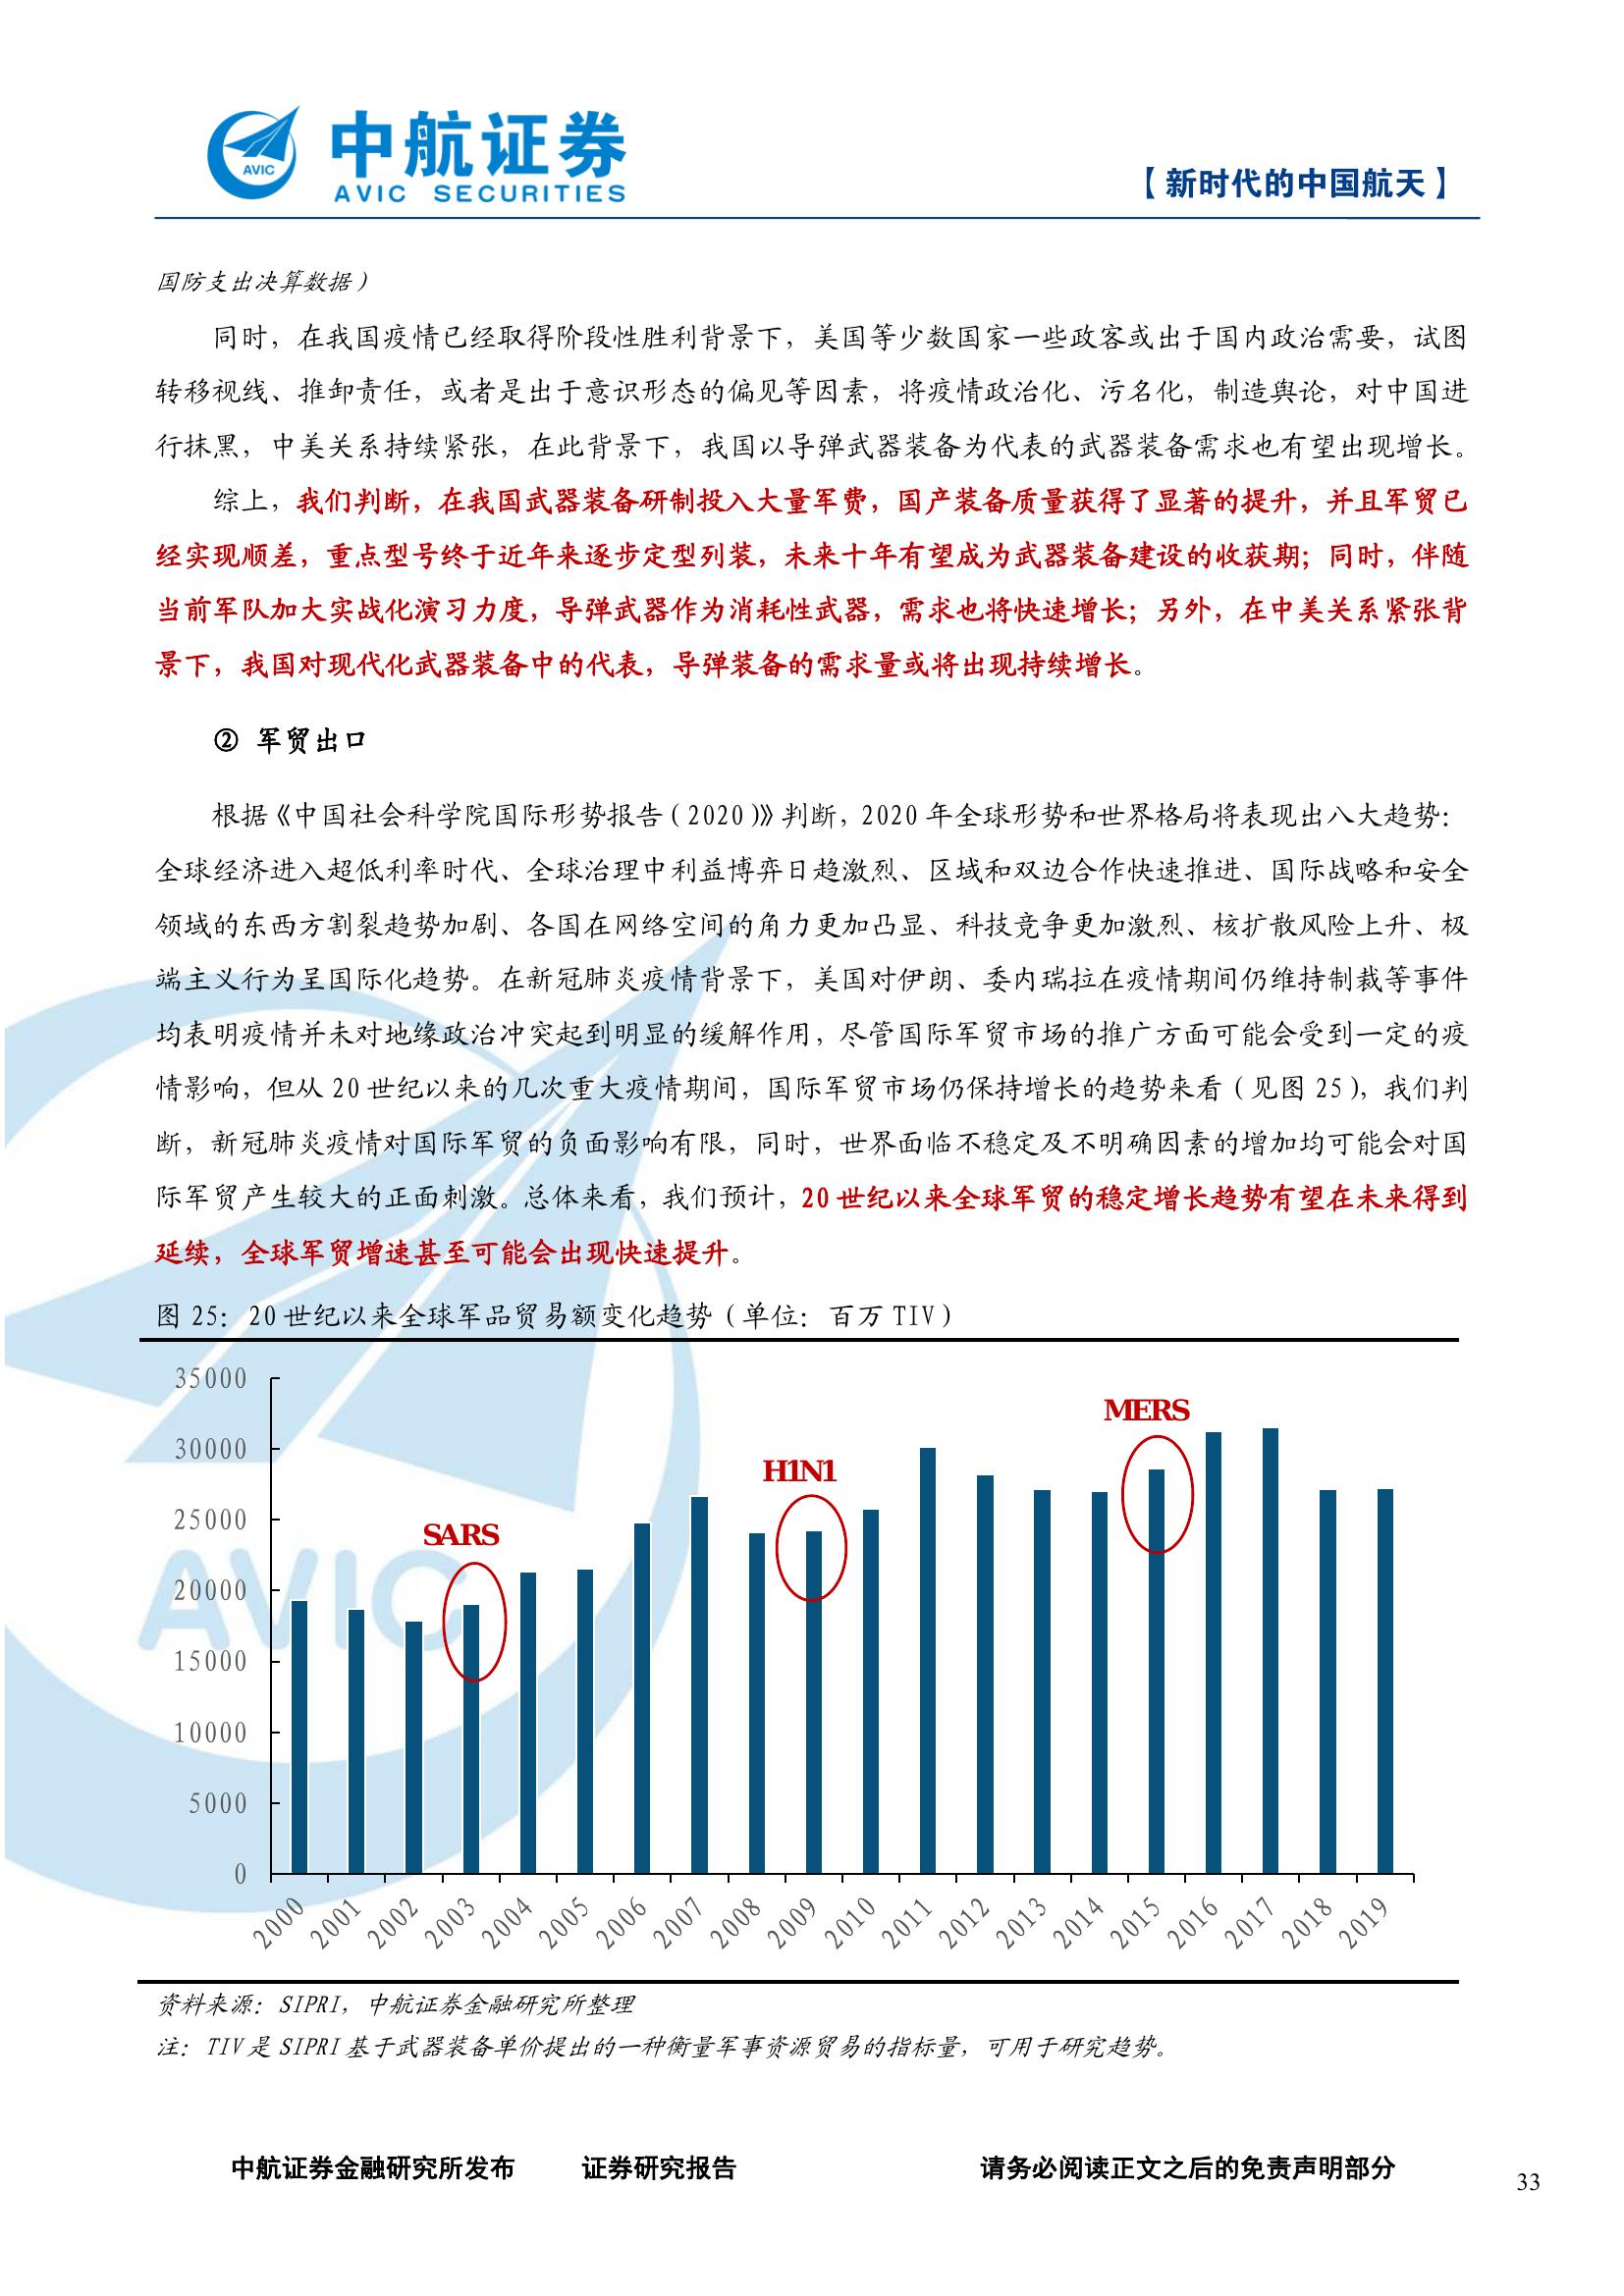 AVIC
中航证券
AVIC SECURITIES
【新时代的中国航天】
国防支出决算数据）
同时，在我国疫情已经取得阶段性胜利背景下，美国等少数国家一些政客或出于国内政治需要，试图
转移视线、推卸责任，或者是出于意识形态的偏见等因素，将疫情政治化、污名化，制造舆论，对中国进
行抹黑，中美关系持续紧张，在此背景下，我国以导弹武器装备为代表的武器装备需求也有望出现增长。
综上，我们判断，在我国武器装备研制投入大量军费，国产装备质量获得了显著的提升，并且军贸已
经实现顺差，重点型号终于近年来逐步定型列装，未来十年有望成为武器装备建设的收获期；同时，伴随
当前军队加大实战化演习力度，导弹武器作为消耗性武器，需求也将快速增长；另外，在中美关系紧张背
景下，我国对现代化武器装备中的代表，导弹装备的需求量或将出现持续增长。
② 军贸出口
根据《中国社会科学院国际形势报告（2020）》判断，2020 年全球形势和世界格局将表现出八大趋势：
全球经济进入超低利率时代、全球治理中利益博弈日趋激烈、区域和双边合作快速推进、国际战略和安全
领域的东西方割裂趋势加剧、各国在网络空间的角力更加凸显、科技竞争更加激烈、核扩散风险上升、极
端主义行为呈国际化趋势。在新冠肺炎疫情背景下，美国对伊朗、委内瑞拉在疫情期间仍维持制裁等事件
均表明疫情并未对地缘政治冲突起到明显的缓解作用，尽管国际军贸市场的推广方面可能会受到一定的疫
情影响，但从 20 世纪以来的几次重大疫情期间，国际军贸市场仍保持增长的趋势来看（见图 25），我们判
断，新冠肺炎疫情对国际军贸的负面影响有限，同时，世界面临不稳定及不明确因素的增加均可能会对国
际军贸产生较大的正面刺激。总体来看，我们预计，20 世纪以来全球军贸的稳定增长趋势有望在未来得到
延续，全球军贸增速甚至可能会出现快速提升。
图 25：20 世纪以来全球军品贸易额变化趋势（单位：百万 TIV）
35000
30000
25000
20000
15000
10000
5000
0
SARS
H1N1
MERS
AVIC
2000 2001 2002 2003 2004 2005 2006 2007 2008 2009 2010 2011 2012 2013 2014 2015 2016 2017 2018 2019
资料来源：SIPRI，中航证券金融研究所整理
注：TIV 是 SIPRI 基于武器装备单价提出的一种衡量军事资源贸易的指标量，可用于研究趋势。
中航证券金融研究所发布 证券研究报告 请务必阅读正文之后的免责声明部分
33